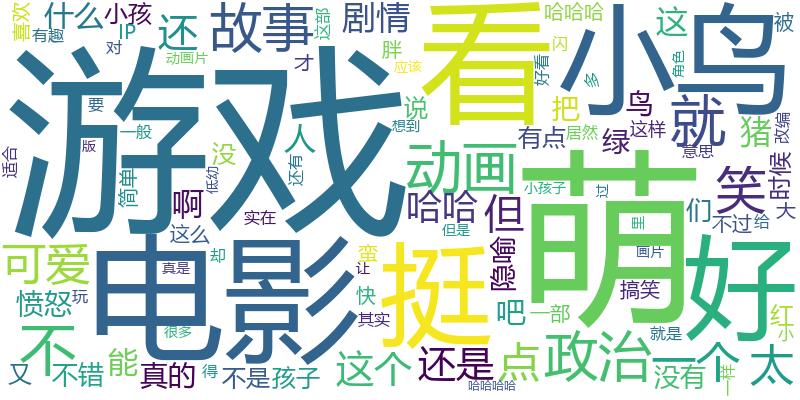 喜欢
什么
小孩
还
故事
剧情
这部
看
哈哈哈
小鸟
这
被
有趣
IP
对
动画片
才
胖
应该
好看
闪
多
角色
游戏
要
版
一般
人
说
把
鸟
就
猪
改编
适合
简单
没
低幼
还有
想到
有点
居然
绿
这样
意思
时候
动画
小孩子
过
萌
笑
啊
实在
哈哈
但
但是
隐喻
里
们
不过
给
大
这么
可爱
电影
真是
却
蛮
让
挺
画片
好
愤怒
玩
快
其实
吧
一部
搞笑
红
小
不
很多
政治
就是
一个
太
又
不错
能
真的
得
不是
孩子
这个
还是
点
哈哈哈哈
没有
一样